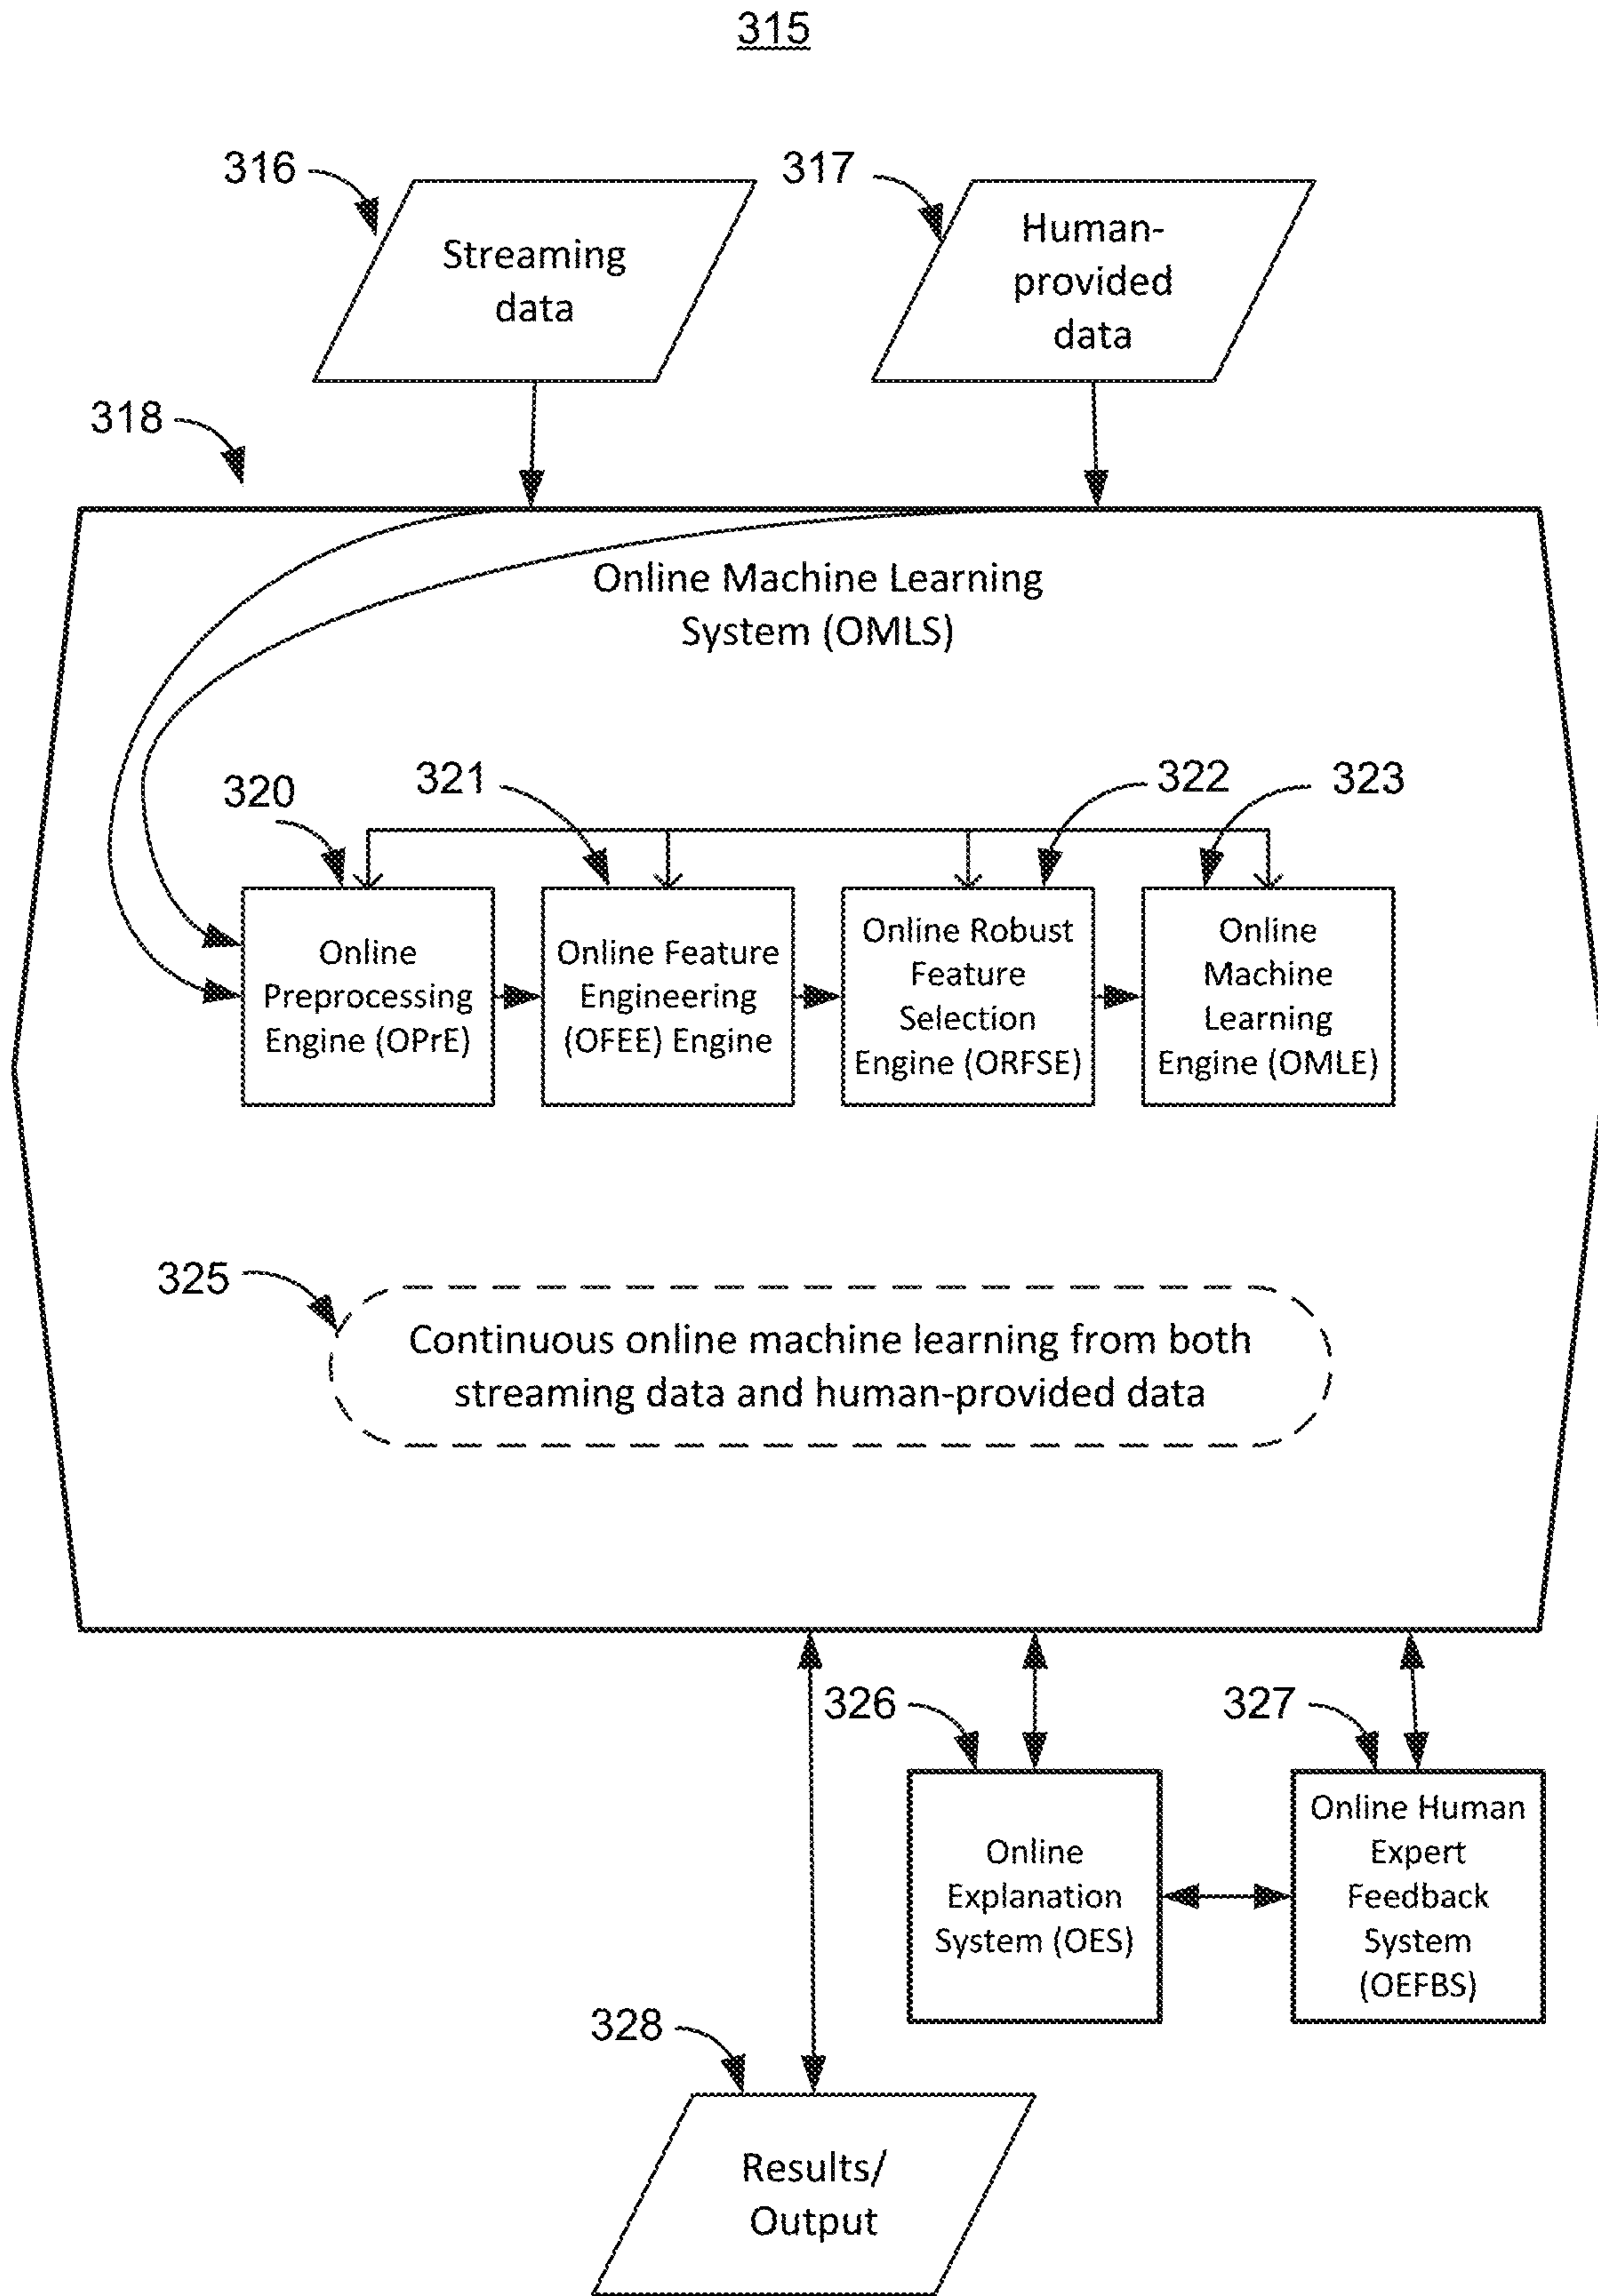 315
316
Streaming
data
317
Human-
provided
data
318
Online Machine Learning
System (OMLS)
320
321
322
323
Online
Preprocessing
Engine (OPrE)
Online Feature
Engineering
(OFEE) Engine
Online Robust
Feature
Selection
Engine (ORFSE)
Online
Machine
Learning
Engine (OMLE)
325
Continuous online machine learning from both
streaming data and human-provided data
326
327
Online
Explanation
System (OES)
Online Human
Expert
Feedback
System
(OEFBS)
328
Results/
Output